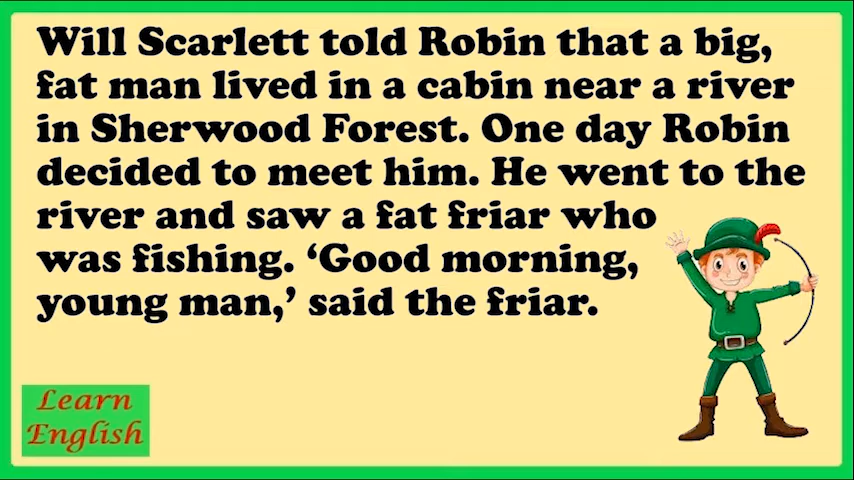 Will Scarlett told Robin that a big,
fat man lived in a cabin near a river
in Sherwood Forest. One day Robin
decided to meet him. He went to the
river and saw a fat friar who
was fishing. ‘Good morning,
young man,’ said the friar.
Learn
English